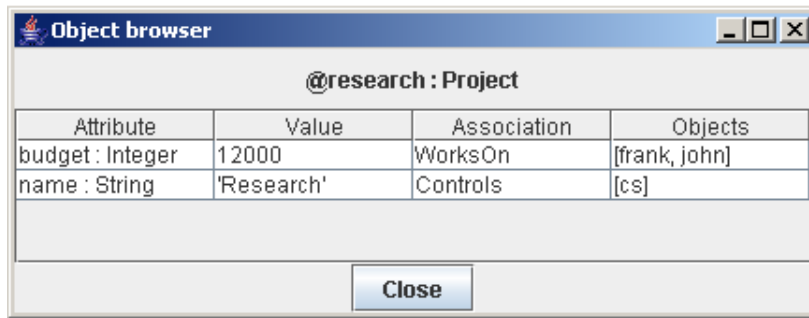 Object browser
@research : Project
Attribute Value Association Objects
budget : Integer 12000 WorksOn [frank, john]
name : String 'Research' Controls [cs]
Close